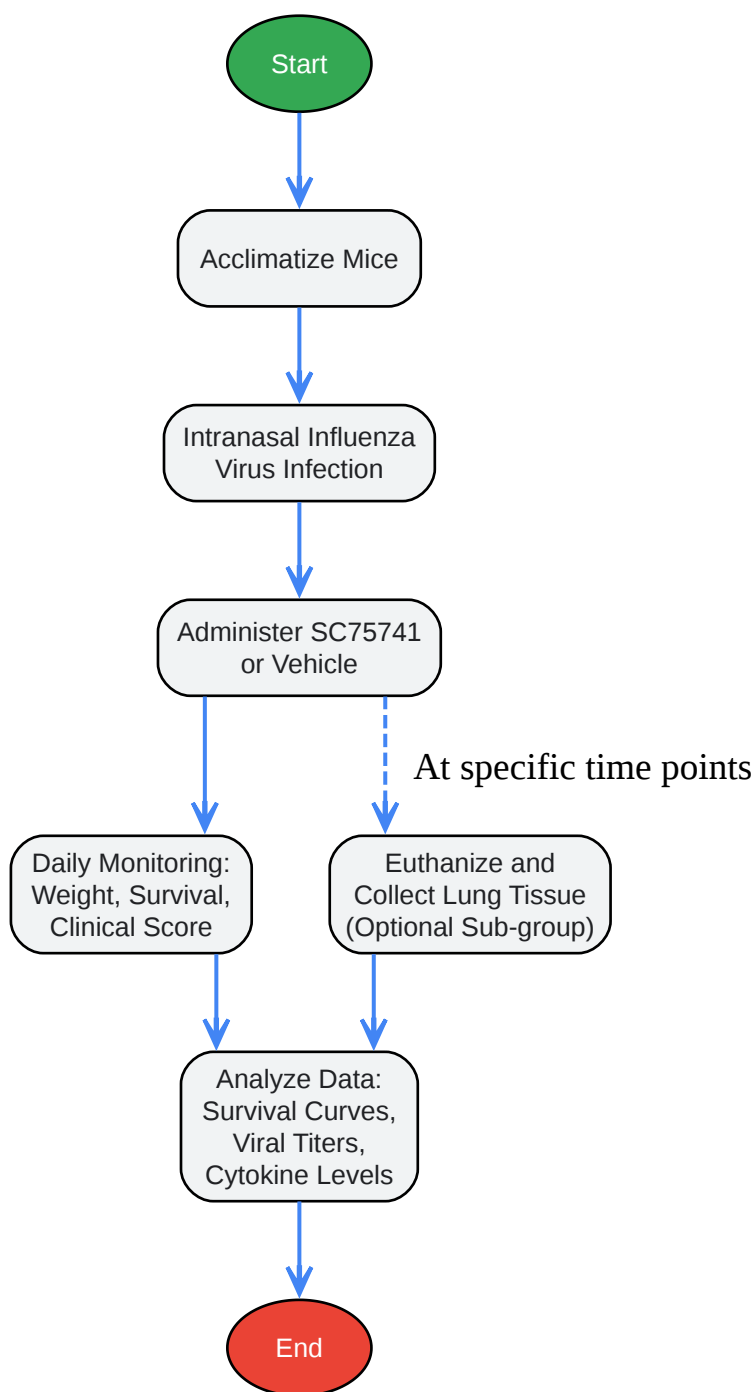 Start
Acclimatize Mice
Intranasal Influenza
Virus Infection
Administer SC75741
or Vehicle
At specific time points
Daily Monitoring:
Weight, Survival,
Clinical Score
Euthanize and
Collect Lung Tissue
(Optional Sub-group)
Analyze Data:
Survival Curves,
Viral Titers,
Cytokine Levels
End